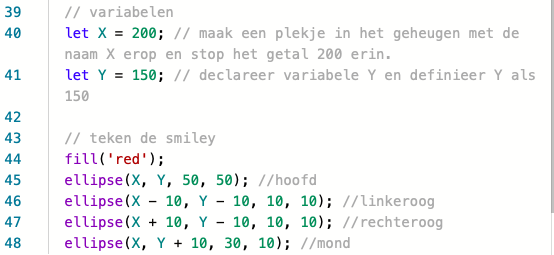 39 // variabelen
40 let X = 200; // maak een plekje in het geheugen met de
naam X erop en stop het getal 200 erin.
41 let Y = 150; // declareer variabele Y en definieer Y als
150
42
43 // teken de smiley
44 fill('red');
45 ellipse(X, Y, 50, 50); //hoofd
46 ellipse(X - 10, Y - 10, 10, 10); //linkeroog
47 ellipse(X + 10, Y - 10, 10, 10); //rechteroog
48 ellipse(X, Y + 10, 30, 10); //mond